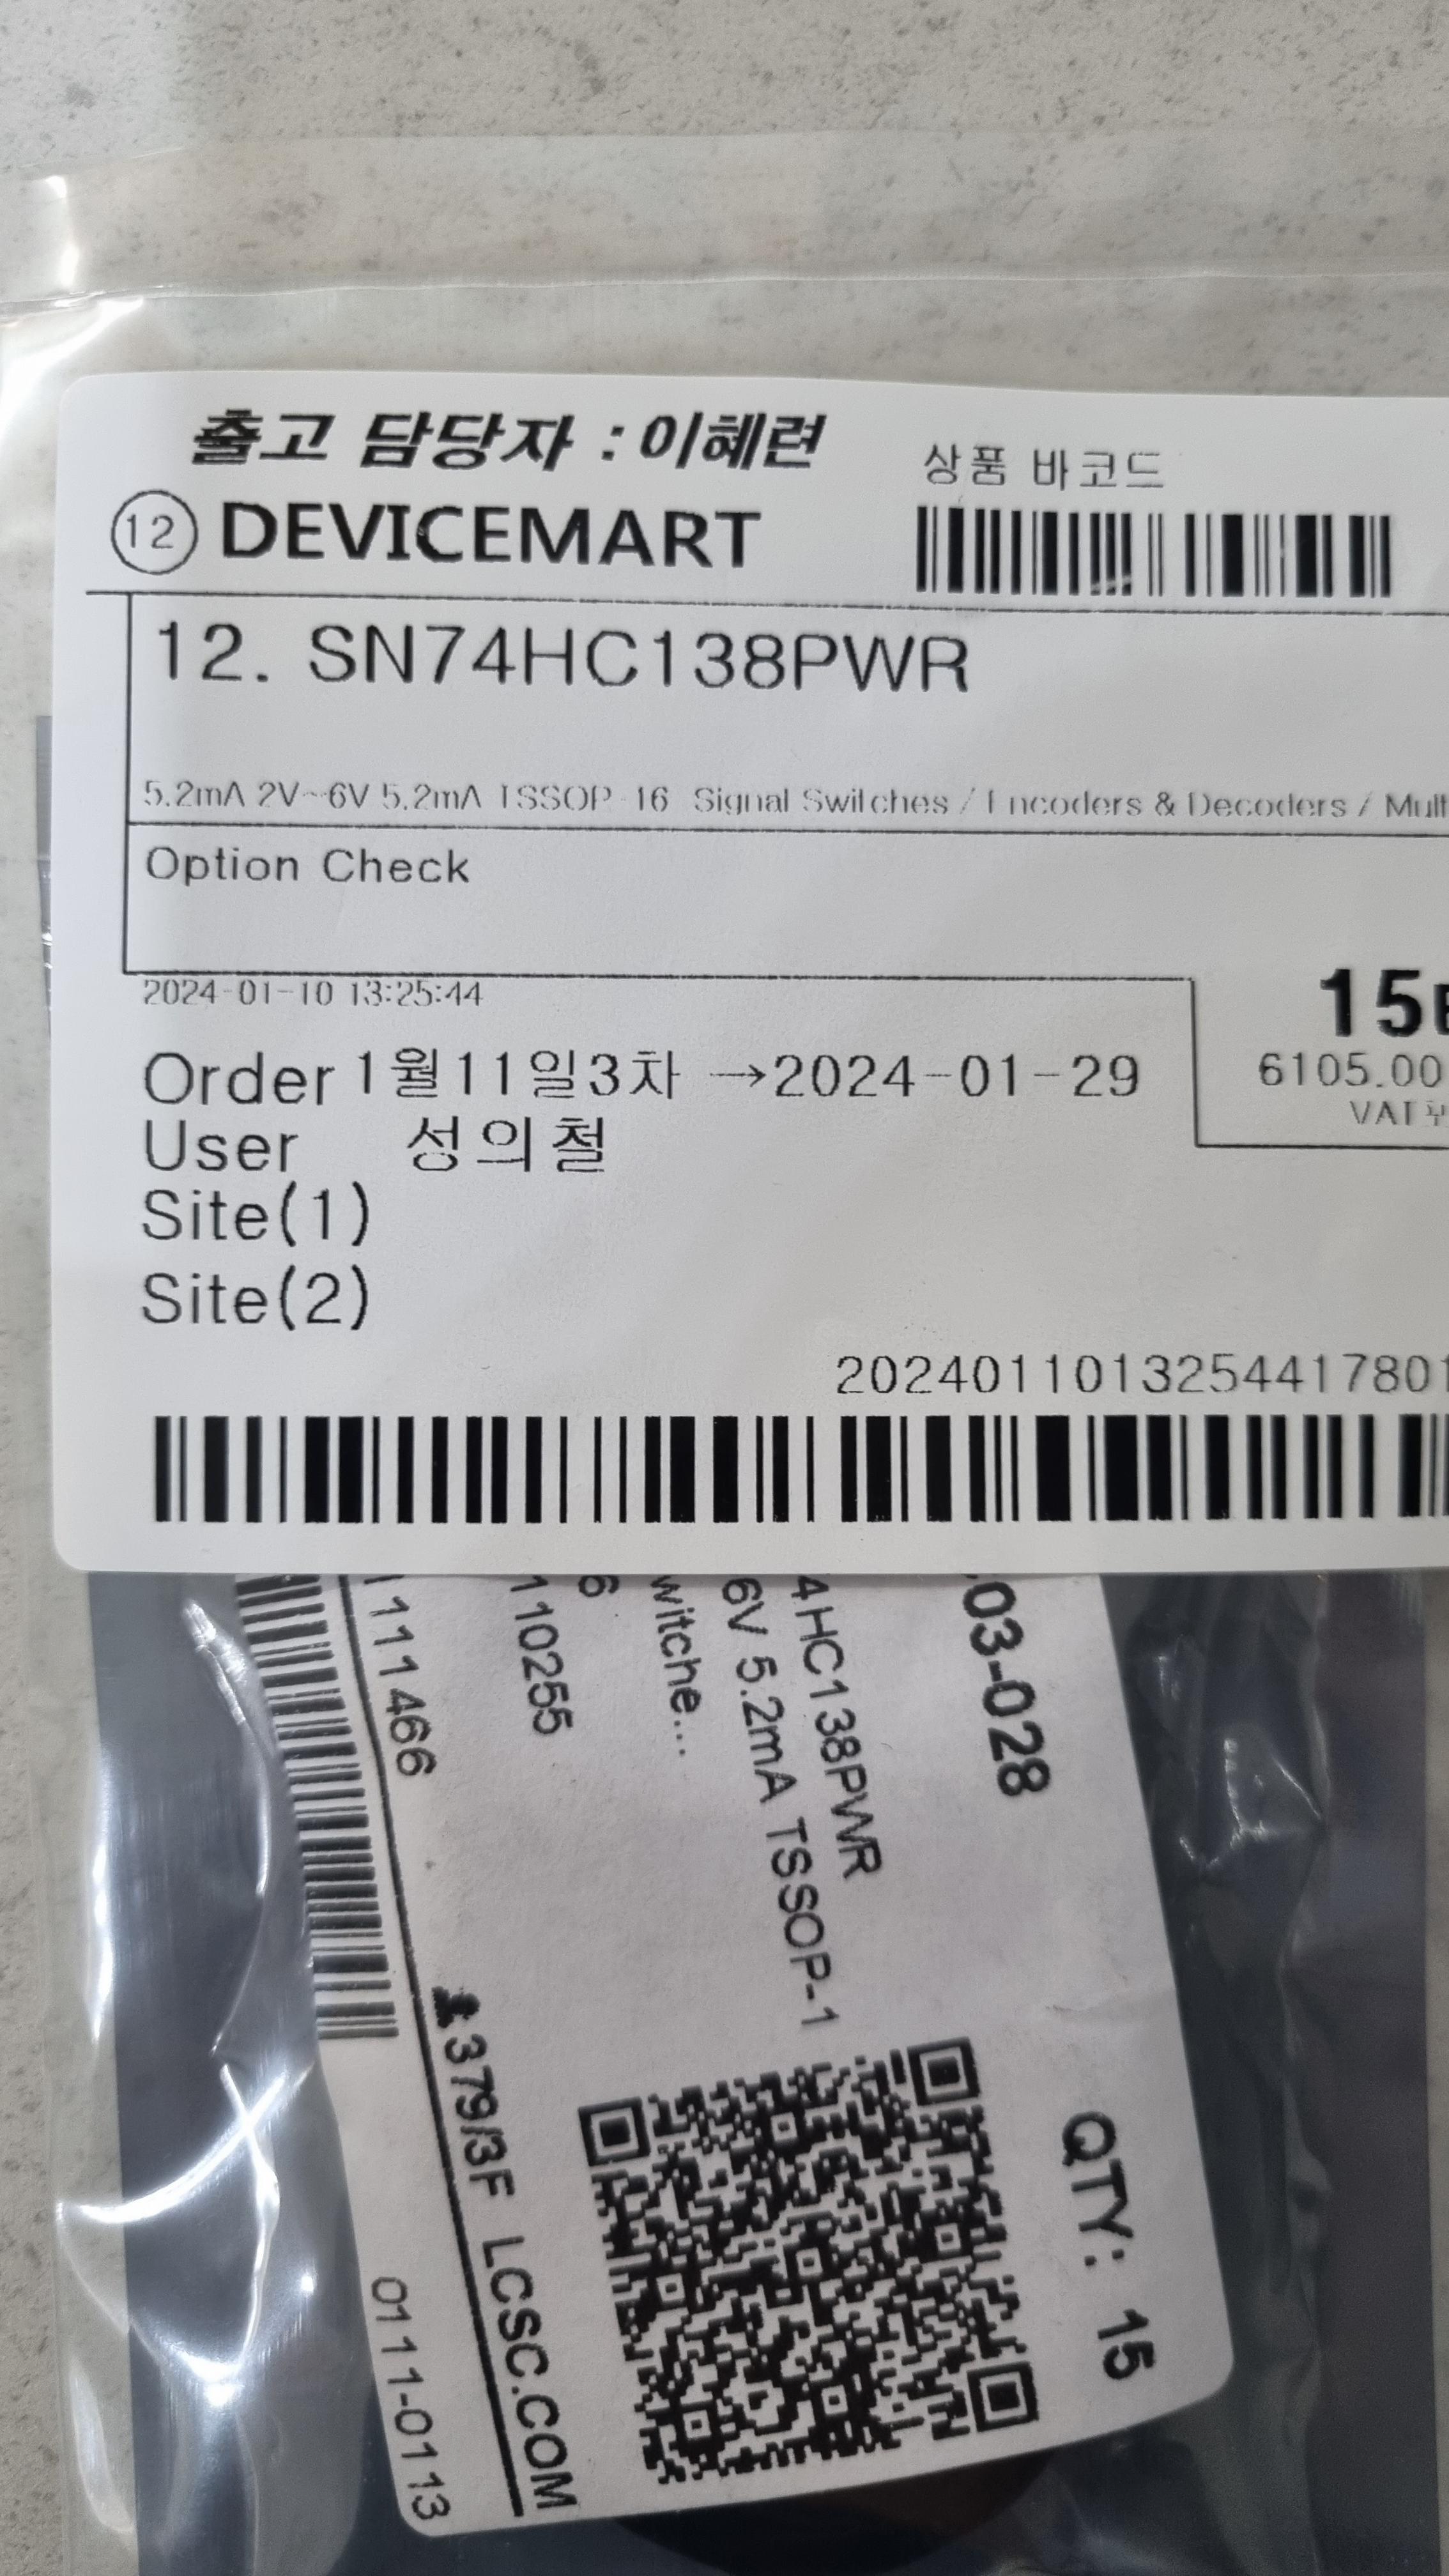 출고 담당자 : 이혜련
상품 바코드
12 DEVICEMART
12. SN74HC138PWR
5.2mA 2V~6V 5.2mA TSSOP-16 Signal Switches / Encoders & Decoders / Mult
Option Check
2024-01-10 13:25:44
15
6105.00
VAT
Order 1월11일3차 →2024-01-29
User 성의철
Site(1)
Site(2)
2024011013254417801
03-028
QTY: 15
4HC138PWR
6V 5.2mA TSSOP-1
witche...
6
110255
379/3F LCSC.COM
111466
0111-0113